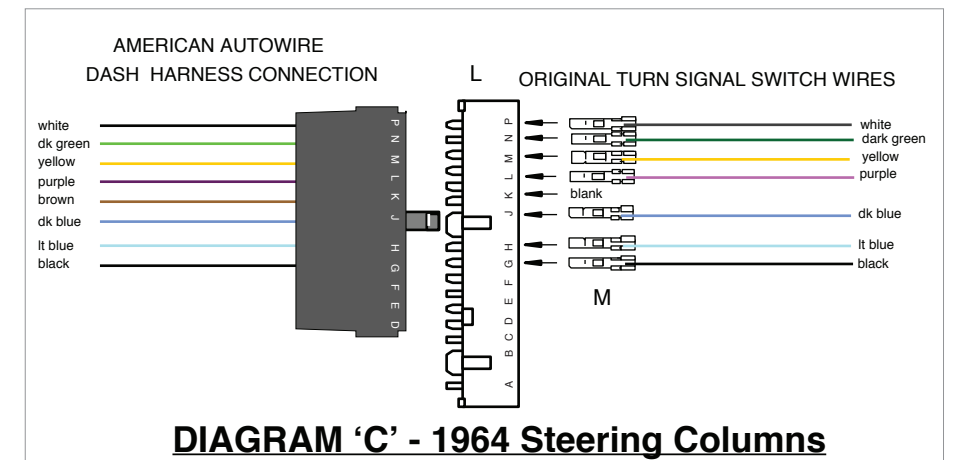 AMERICAN AUTOWIRE
DASH HARNESS CONNECTION
L
ORIGINAL TURN SIGNAL SWITCH WIRES
white
dk green
yellow
purple
brown
dk blue
lt blue
black
P
N
M
L
K
J
H
G
F
E
D
P
N
M
L
K
J
H
G
F
E
D
C
B
A
white
dark green
yellow
purple
blank
dk blue
lt blue
black
M
DIAGRAM ‘C’ - 1964 Steering Columns